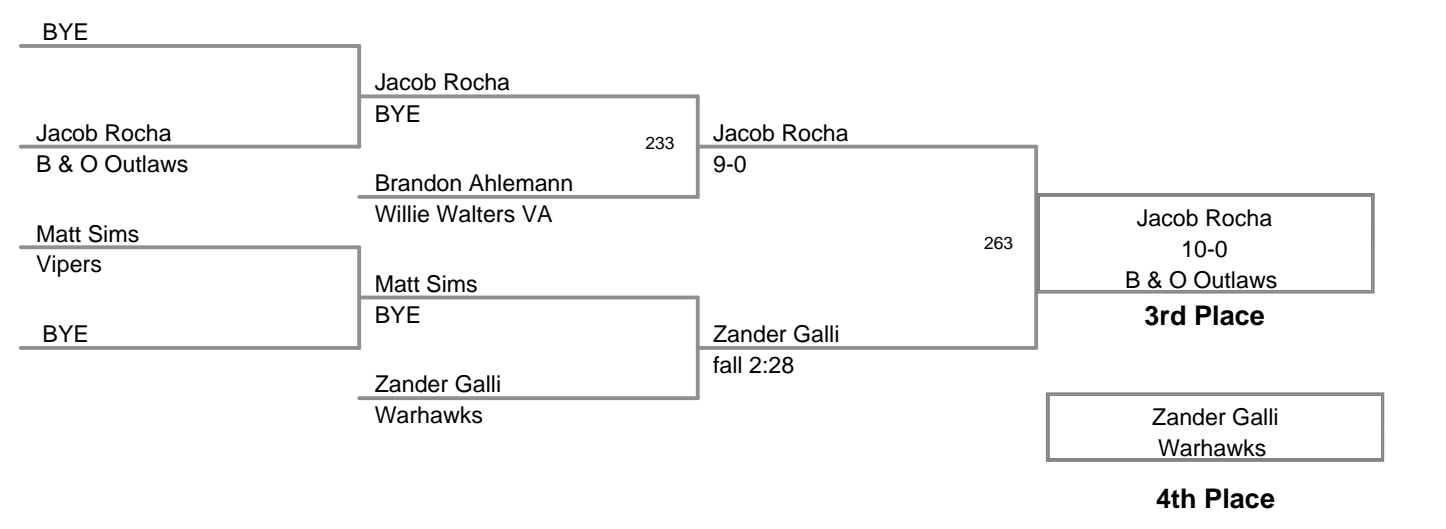 BYE
Jacob Rocha
BYE
Jacob Rocha
B & O Outlaws
233
Jacob Rocha
9-0
Brandon Ahlemann
Willie Walters VA
Matt Sims
Vipers
263
Jacob Rocha
10-0
B & O Outlaws
3rd Place
Matt Sims
BYE
BYE
Zander Galli
fall 2:28
Zander Galli
Warhawks
Zander Galli
Warhawks
4th Place